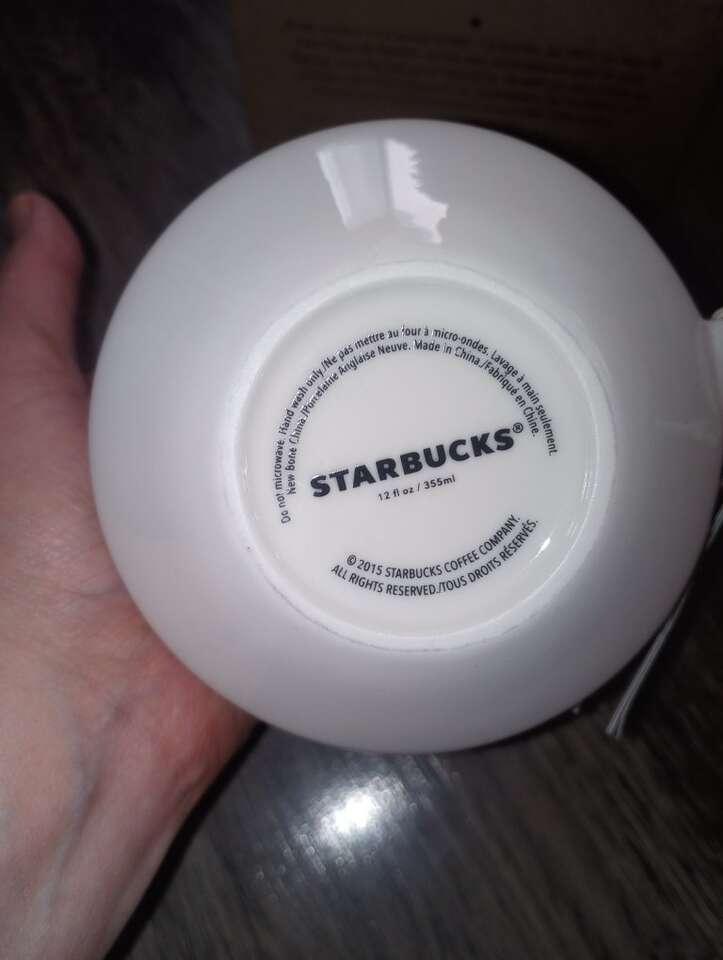 Do not microwave. Hand wash only./Ne pas mettre au four à micro-ondes. Lavage à main seulement.
New Bone China./Porcelaine Anglaise Neuve. Made in China./Fabriqué en Chine.
STARBUCKS®
12 fl oz / 355ml
© 2015 STARBUCKS COFFEE COMPANY.
ALL RIGHTS RESERVED./TOUS DROITS RÉSERVÉS.